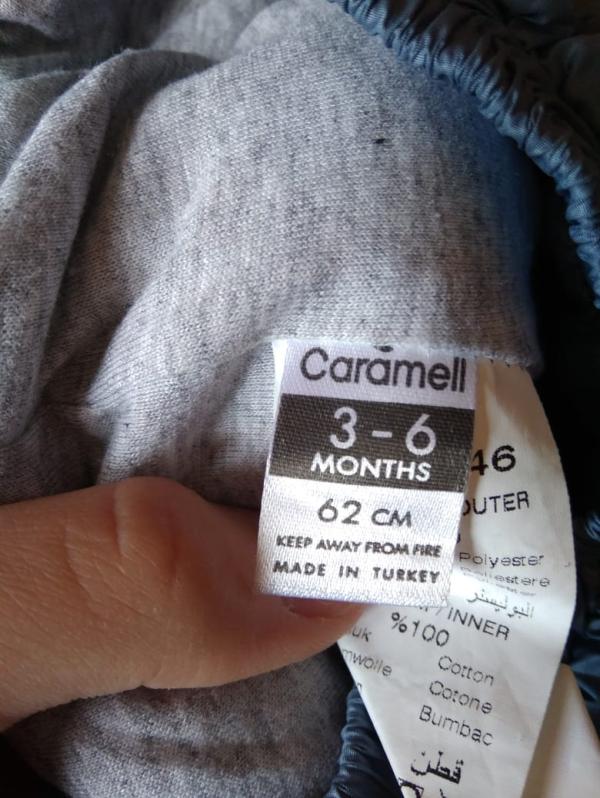 Caramell
3 - 6
MONTHS
62 CM
KEEP AWAY FROM FIRE
MADE IN TURKEY
46
OUTER
Polyester
Poliestere
البوليستر
/ INNER
%100
Cotton
Cotone
Bumbac
قطن